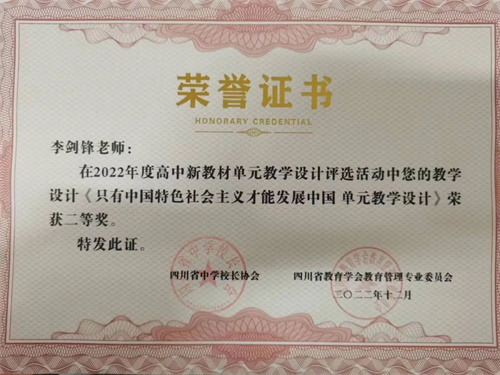 荣誉证书
HONORARY CREDENTIAL
李剑锋老师：
在2022年度高中新教材单元教学设计评选活动中您的教学
设计《只有中国特色社会主义才能发展中国 单元教学设计》荣
获二等奖。
特发此证。
四川省中学校长协会 四川省教育学会教育管理专业委员会
二〇二二年十二月